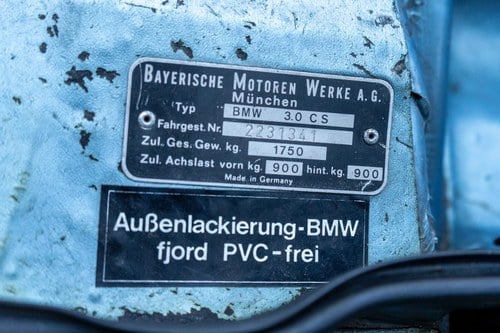 BAYERISCHE MOTOREN WERKE A.G.
München
Typ BMW 3.0 CS
Fahrgest.Nr. 2231341
Zul. Ges. Gew. kg. 1750
Zul. Achslast vorn kg. 900 hint. kg. 900
Made in Germany
Außenlackierung-BMW
fjord PVC-frei